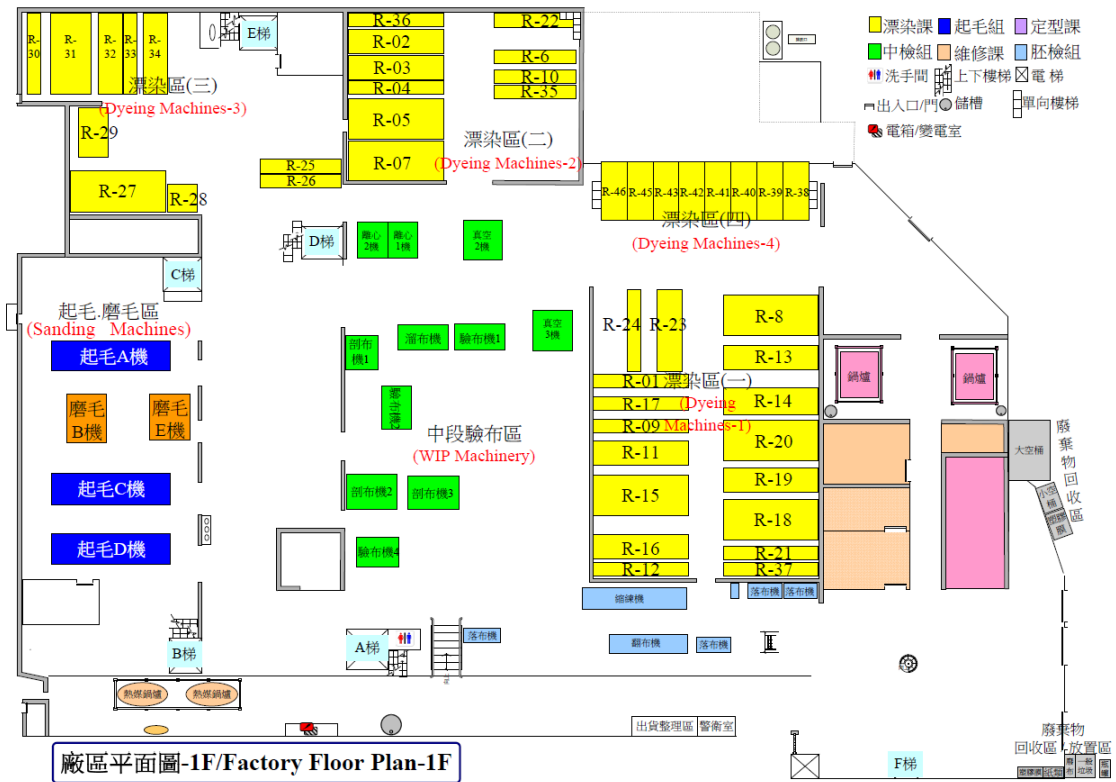 R-30
R-31
R-32
R-33
R-34
漂染區(三)
(Dyeing Machines-3)
R-29
R-27
R-28
E梯
R-36
R-02
R-03
R-04
R-05
R-07
R-25
R-26
R-22
R-6
R-10
R-35
漂染區(二)
(Dyeing Machines-2)
漂染課
起毛組
定型課
中檢組
維修課
胚檢組
洗手間
上下樓梯
電梯
出入口/門
儲槽
單向樓梯
電箱/變電室
R-46
R-45
R-43
R-42
R-41
R-40
R-39
R-38
漂染區(四)
(Dyeing Machines-4)
D梯
離心2機
離心1機
真空2機
C梯
起毛.磨毛區
(Sanding Machines)
起毛A機
磨毛B機
磨毛E機
起毛C機
起毛D機
剖布機1
溜布機
驗布機1
真空3機
驗布機2
中段驗布區
(WIP Machinery)
剖布機2
剖布機3
驗布機4
R-24
R-23
R-01
R-17
R-09
R-11
R-15
R-16
R-12
漂染區(一)
(Dyeing
Machines-1)
R-8
R-13
R-14
R-20
R-19
R-18
R-21
R-37
鍋爐
鍋爐
大空桶
廢棄物回收區
小空桶
塑膠
縮練機
落布機
落布機
翻布機
落布機
落布機
B梯
A梯
熱媒鍋爐
熱媒鍋爐
出貨整理區
警衛室
廠區平面圖-1F/Factory Floor Plan-1F
F梯
廢棄物
回收區/放置區
一般垃圾